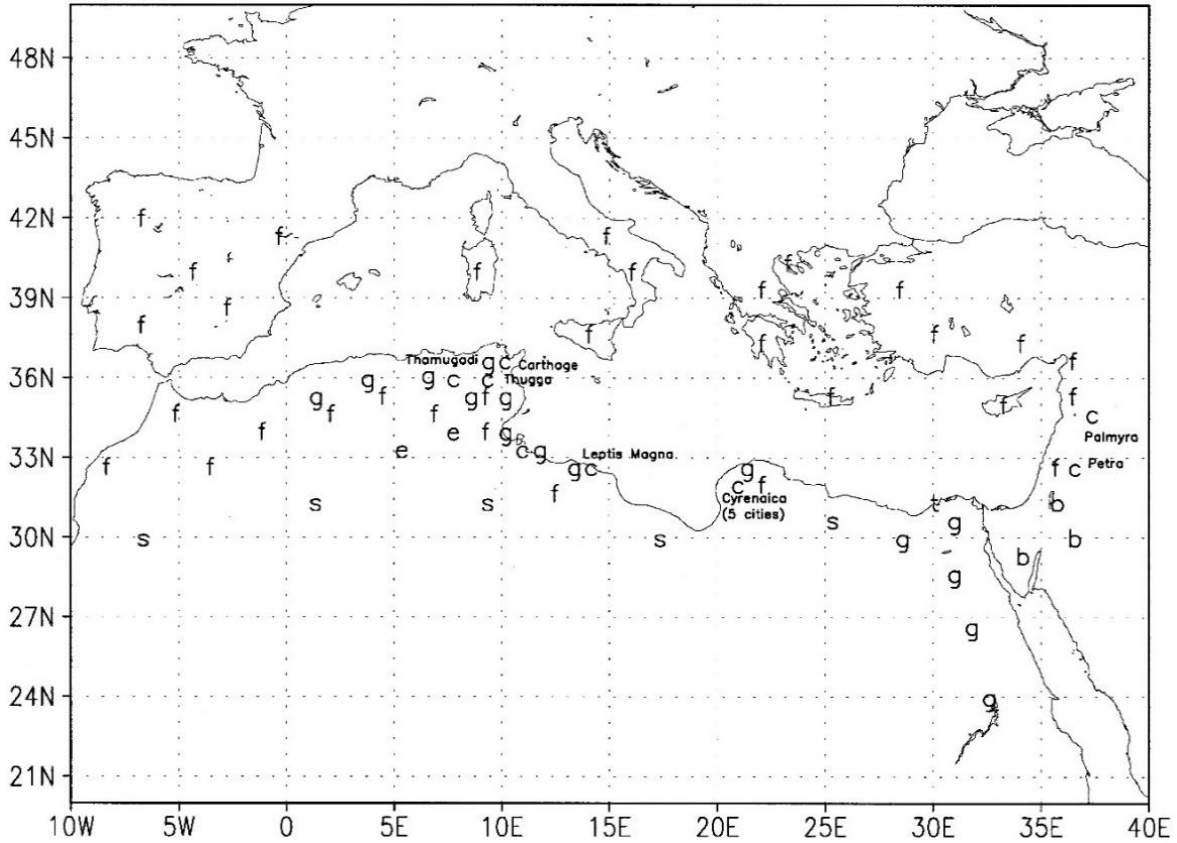 48N
45N
42N f
f f
f f f f
39N f f f f
f f f f f f
Thamugadi g c Carthage f
36N g g c c Thugga
g f g f g f f f
f f f c
f e f g Palmyra
33N e c g Leptis Magna
f f g c g f c Petra
f c f
s s Cyrenaica t b
(5 cities)
s g
30N s s g b
b
g
27N
g
24N g
21N
10W 5W 0 5E 10E 15E 20E 25E 30E 35E 40E